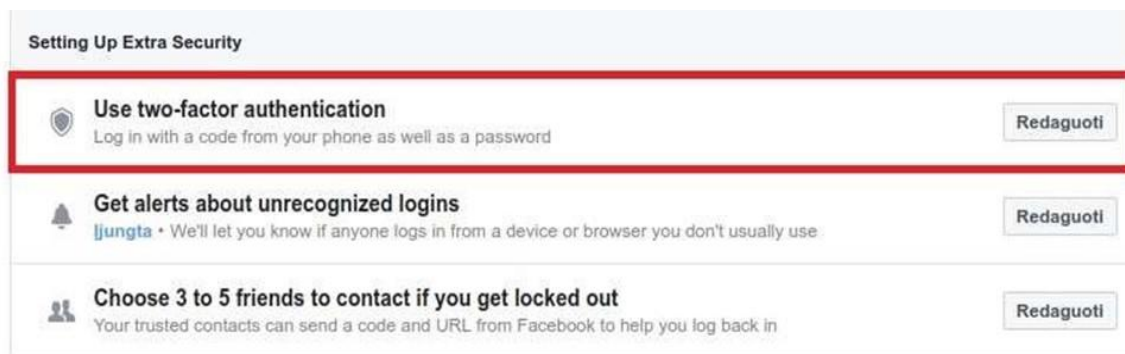 Setting Up Extra Security
Use two-factor authentication
Log in with a code from your phone as well as a password
Redaguoti
Get alerts about unrecognized logins
Įjungta • We'll let you know if anyone logs in from a device or browser you don't usually use
Redaguoti
Choose 3 to 5 friends to contact if you get locked out
Your trusted contacts can send a code and URL from Facebook to help you log back in
Redaguoti